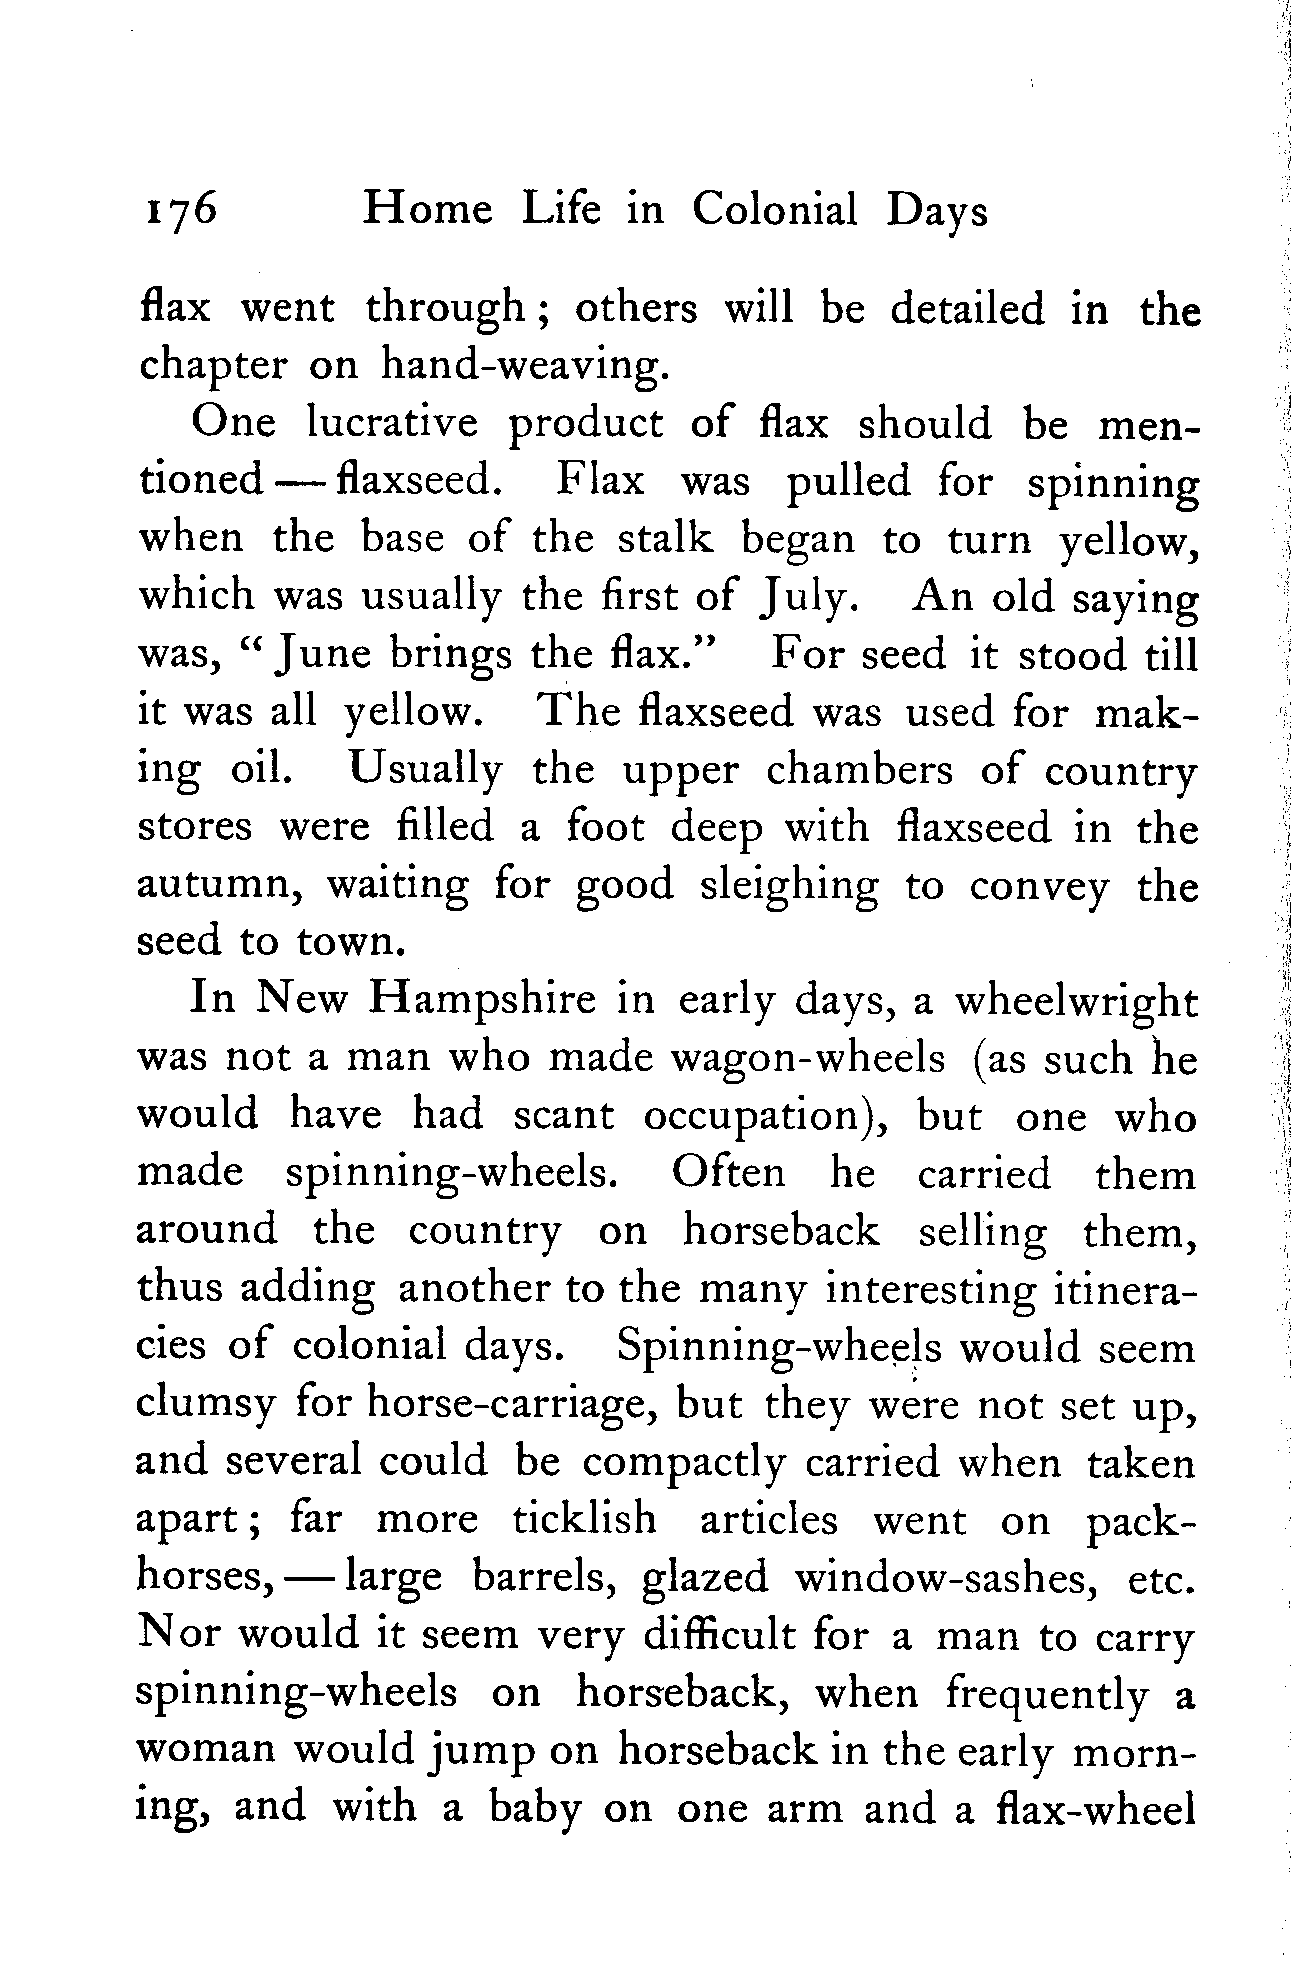 176 Home Life in Colonial Days
flax went through ; others will be detailed in the
chapter on hand-weaving.
One lucrative product of flax should be men-
tioned — flaxseed. Flax was pulled for spinning
when the base of the stalk began to turn yellow,
which was usually the first of July. An old saying
was, “ June brings the flax.” For seed it stood till
it was all yellow. The flaxseed was used for mak-
ing oil. Usually the upper chambers of country
stores were filled a foot deep with flaxseed in the
autumn, waiting for good sleighing to convey the
seed to town.
In New Hampshire in early days, a wheelwright
was not a man who made wagon-wheels (as such he
would have had scant occupation), but one who
made spinning-wheels. Often he carried them
around the country on horseback selling them,
thus adding another to the many interesting itinera-
cies of colonial days. Spinning-wheels would seem
clumsy for horse-carriage, but they were not set up,
and several could be compactly carried when taken
apart ; far more ticklish articles went on pack-
horses, — large barrels, glazed window-sashes, etc.
Nor would it seem very difficult for a man to carry
spinning-wheels on horseback, when frequently a
woman would jump on horseback in the early morn-
ing, and with a baby on one arm and a flax-wheel